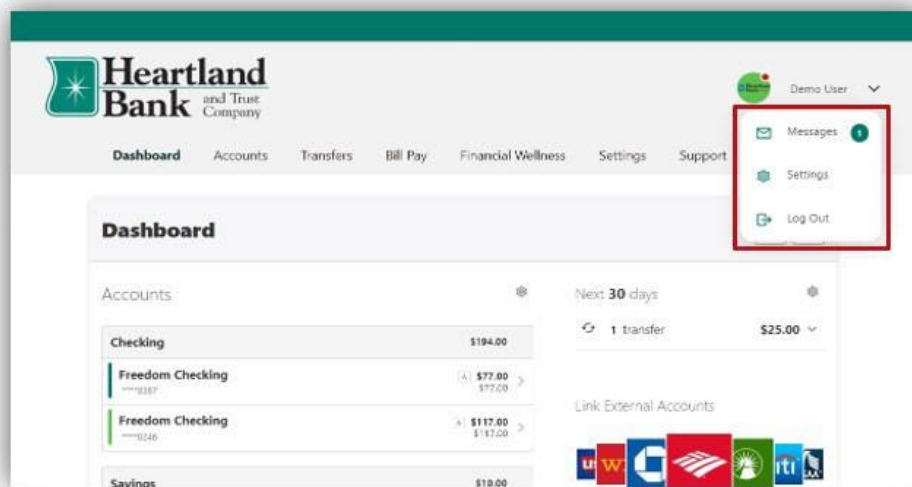 Heartland
Bank and Trust
Company
Demo User
Messages 1
Settings
Log Out
Dashboard Accounts Transfers Bill Pay Financial Wellness Settings Support
Dashboard
Accounts
Next 30 days
1 transfer $25.00
Checking $194.00
Freedom Checking A $77.00
$77.00
Freedom Checking A $117.00
****0246
Link External Accounts
citi
Savings $10.00